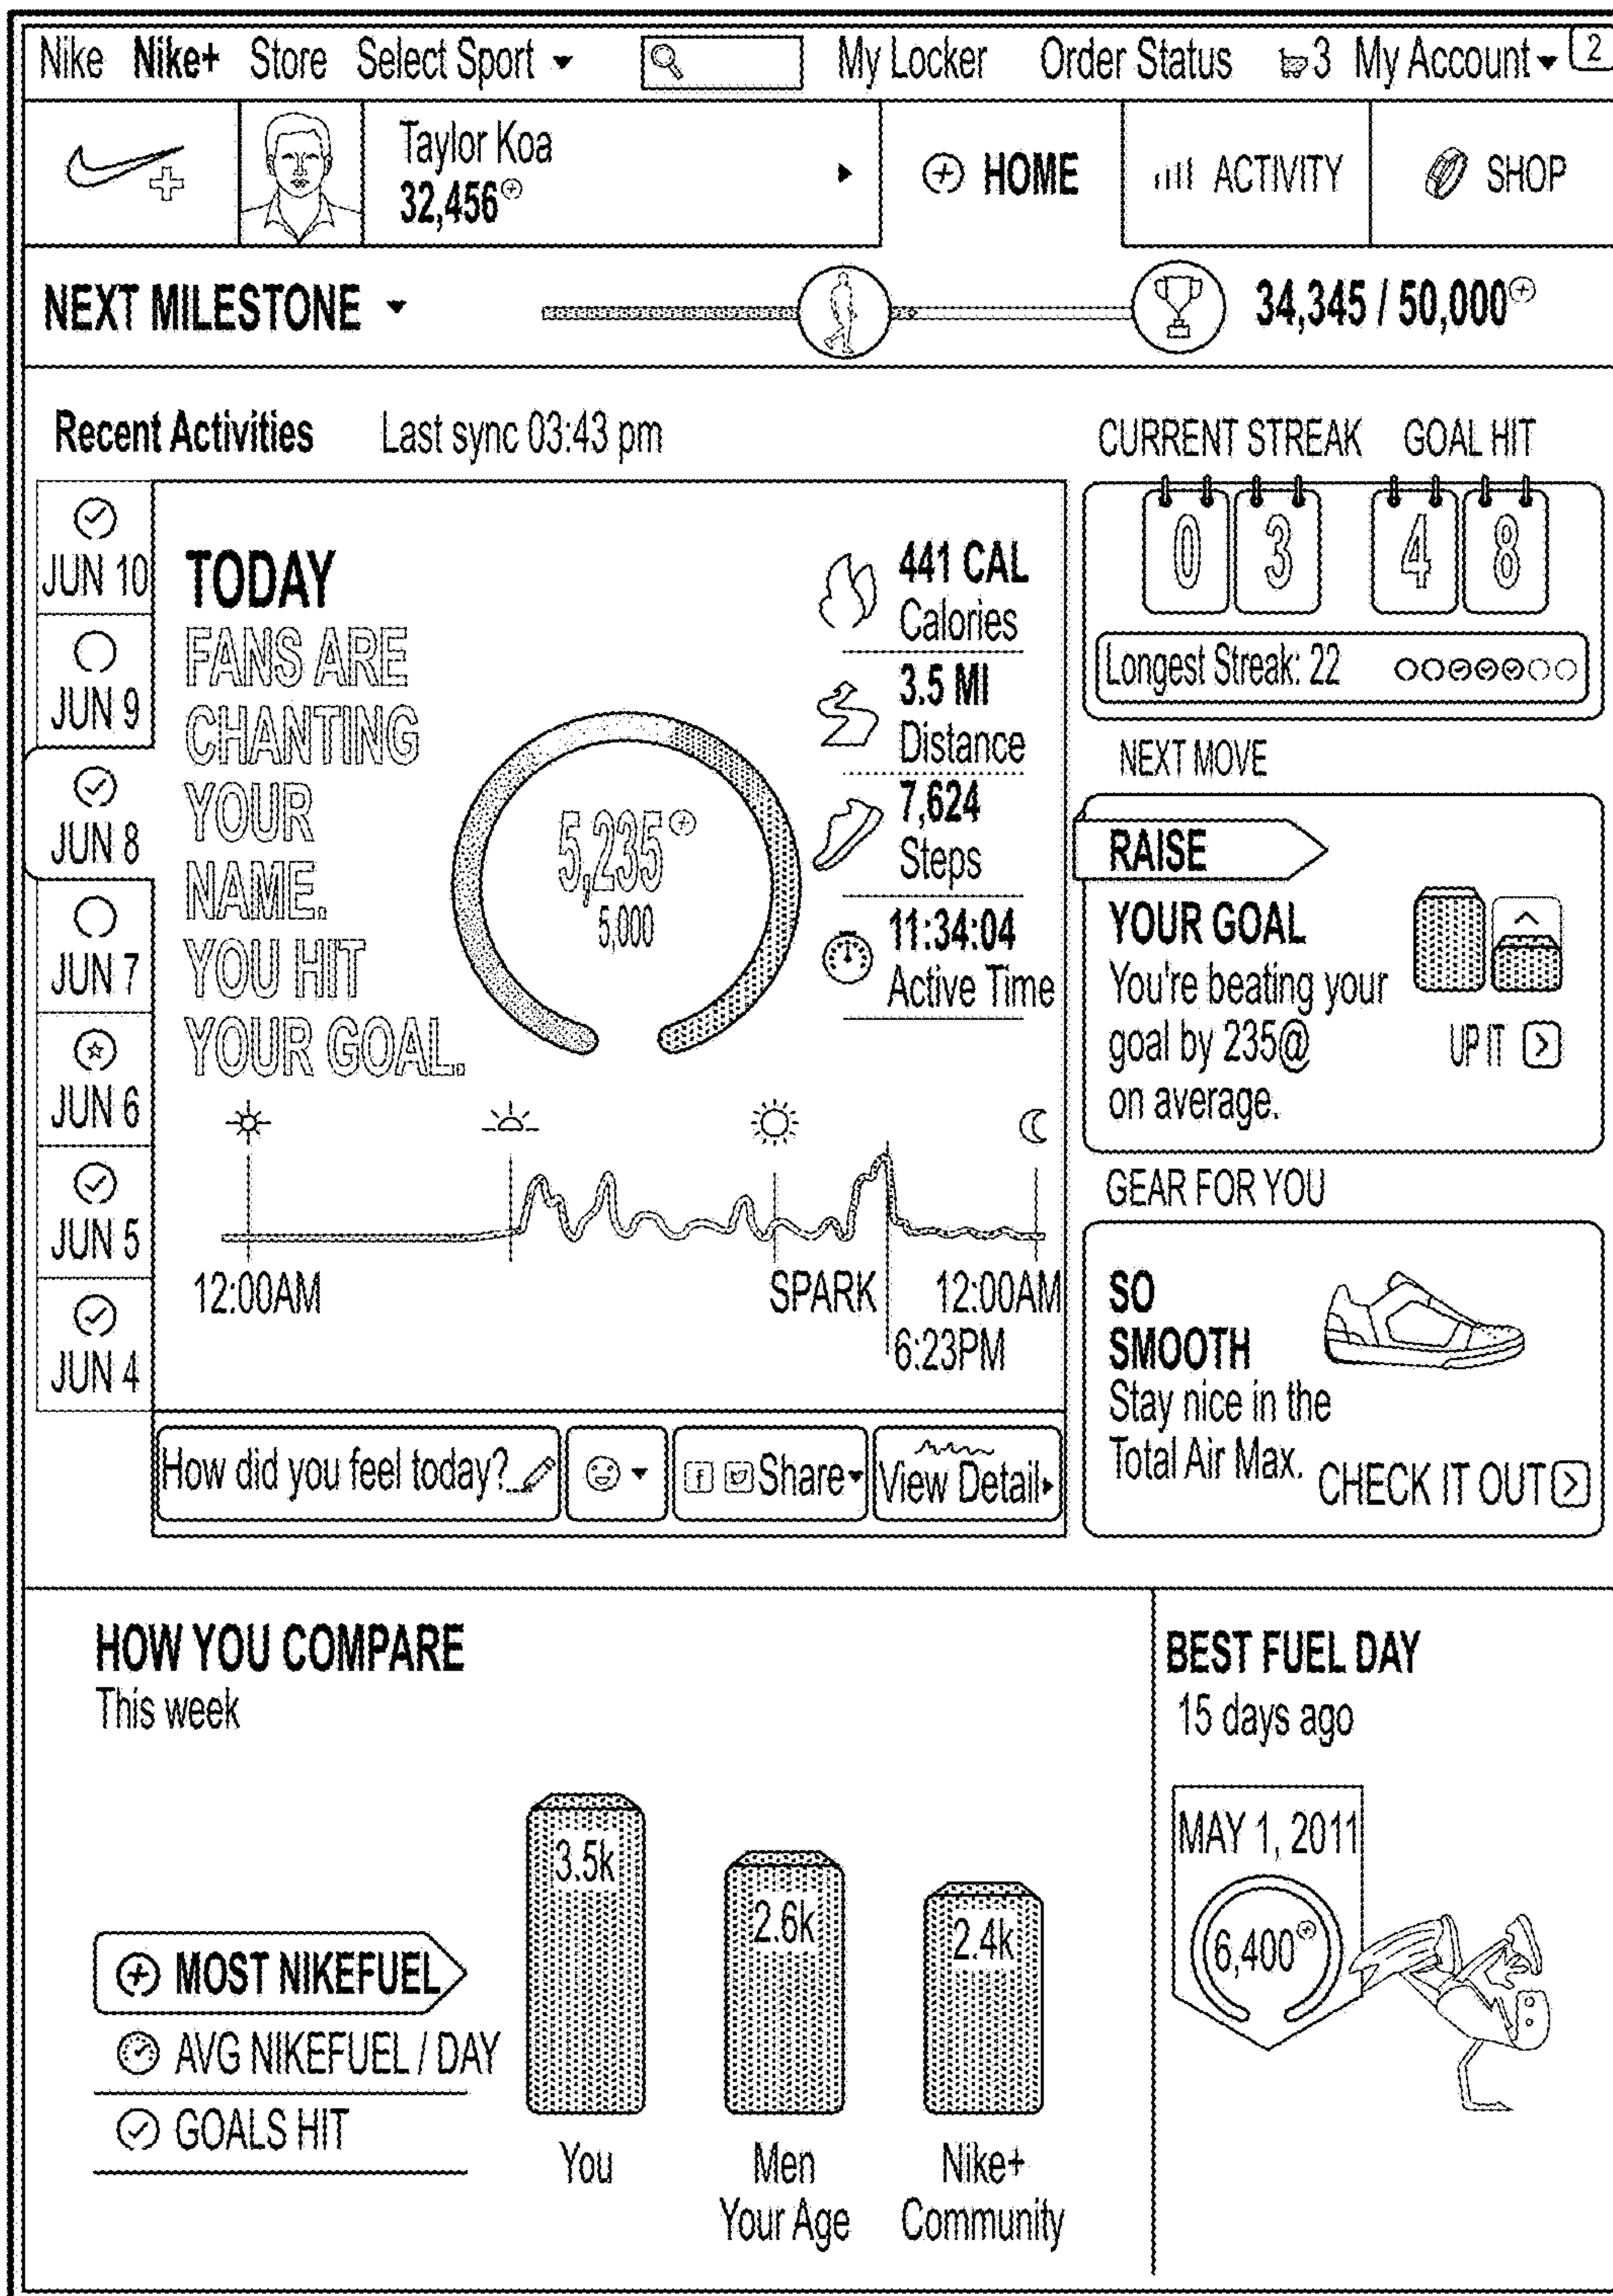 Nike Nike+ Store Select Sport My Locker Order Status 3 My Account 2
Taylor Koa
32,456
HOME ACTIVITY SHOP
NEXT MILESTONE 34,345 / 50,000
Recent Activities Last sync 03:43 pm
JUN 10
JUN 9
JUN 8
JUN 7
JUN 6
JUN 5
JUN 4
TODAY
FANS ARE
CHANTING
YOUR
NAME.
YOU HIT
YOUR GOAL.
5,235
5,000
441 CAL
Calories
3.5 MI
Distance
7,624
Steps
11:34:04
Active Time
12:00AM SPARK 12:00AM
6:23PM
How did you feel today?... f Share View Detail
CURRENT STREAK GOAL HIT
0 3 4 8
Longest Streak: 22
NEXT MOVE
RAISE
YOUR GOAL
You're beating your
goal by 235@
on average.
UP IT
GEAR FOR YOU
SO
SMOOTH
Stay nice in the
Total Air Max.
CHECK IT OUT
HOW YOU COMPARE
This week
MOST NIKEFUEL
AVG NIKEFUEL / DAY
GOALS HIT
3.5k
2.6k
2.4k
You
Men
Your Age
Nike+
Community
BEST FUEL DAY
15 days ago
MAY 1, 2011
6,400